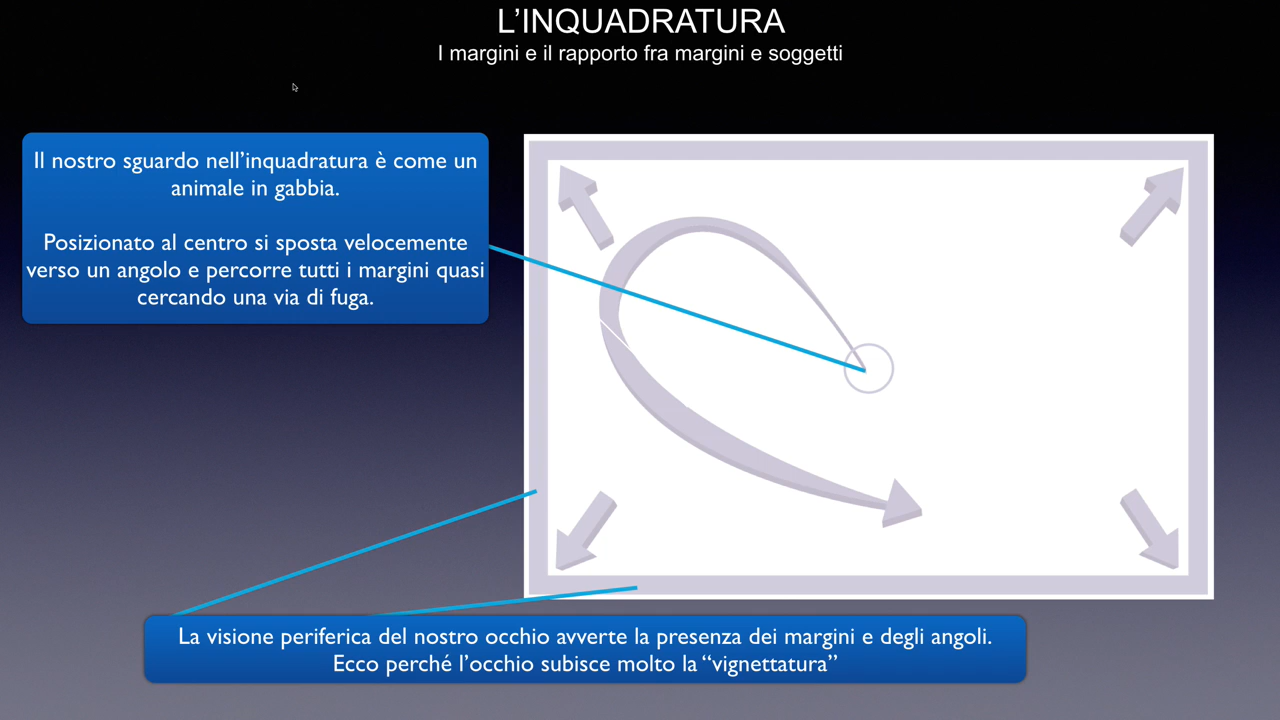 L’INQUADRATURA
I margini e il rapporto fra margini e soggetti
Il nostro sguardo nell’inquadratura è come un
animale in gabbia.
Posizionato al centro si sposta velocemente
verso un angolo e percorre tutti i margini quasi
cercando una via di fuga.
La visione periferica del nostro occhio avverte la presenza dei margini e degli angoli.
Ecco perché l’occhio subisce molto la “vignettatura”